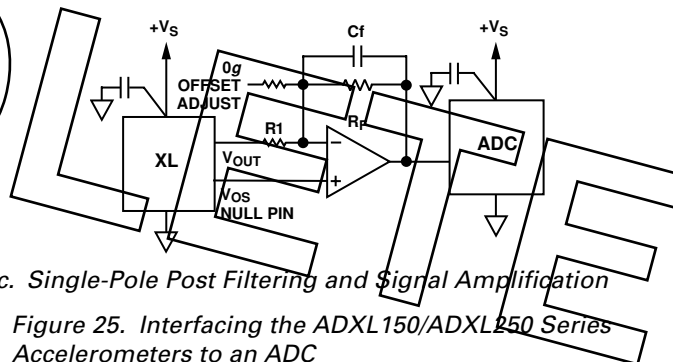 +VS
+VS
Cf
0g
OFFSET
ADJUST
R1
RF
XL
ADC
VOUT
VOS
NULL PIN
c. Single-Pole Post Filtering and Signal Amplification
Figure 25. Interfacing the ADXL150/ADXL250 Series
Accelerometers to an ADC
LETE